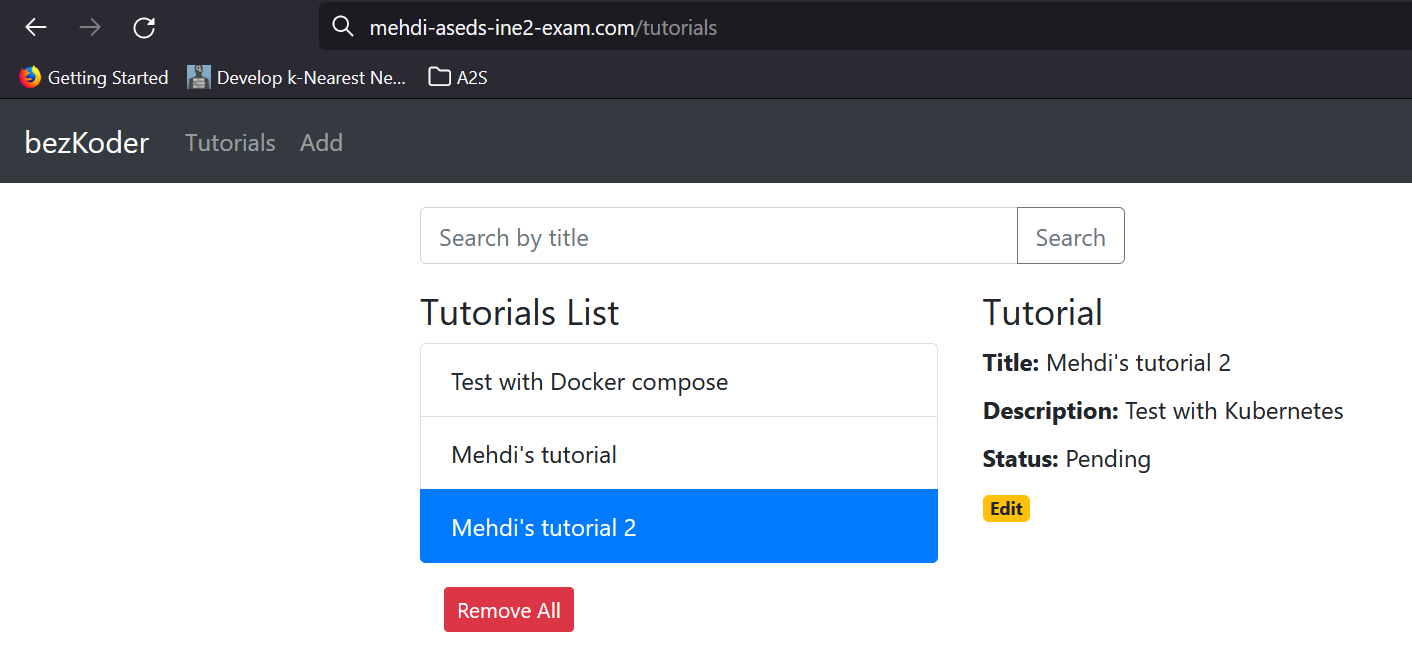 mehdi-aseds-ine2-exam.com/tutorials
Getting Started Develop k-Nearest Ne... A2S
bezKoder Tutorials Add
Search by title Search
Tutorials List
Test with Docker compose
Mehdi's tutorial
Mehdi's tutorial 2
Remove All
Tutorial
Title: Mehdi's tutorial 2
Description: Test with Kubernetes
Status: Pending
Edit